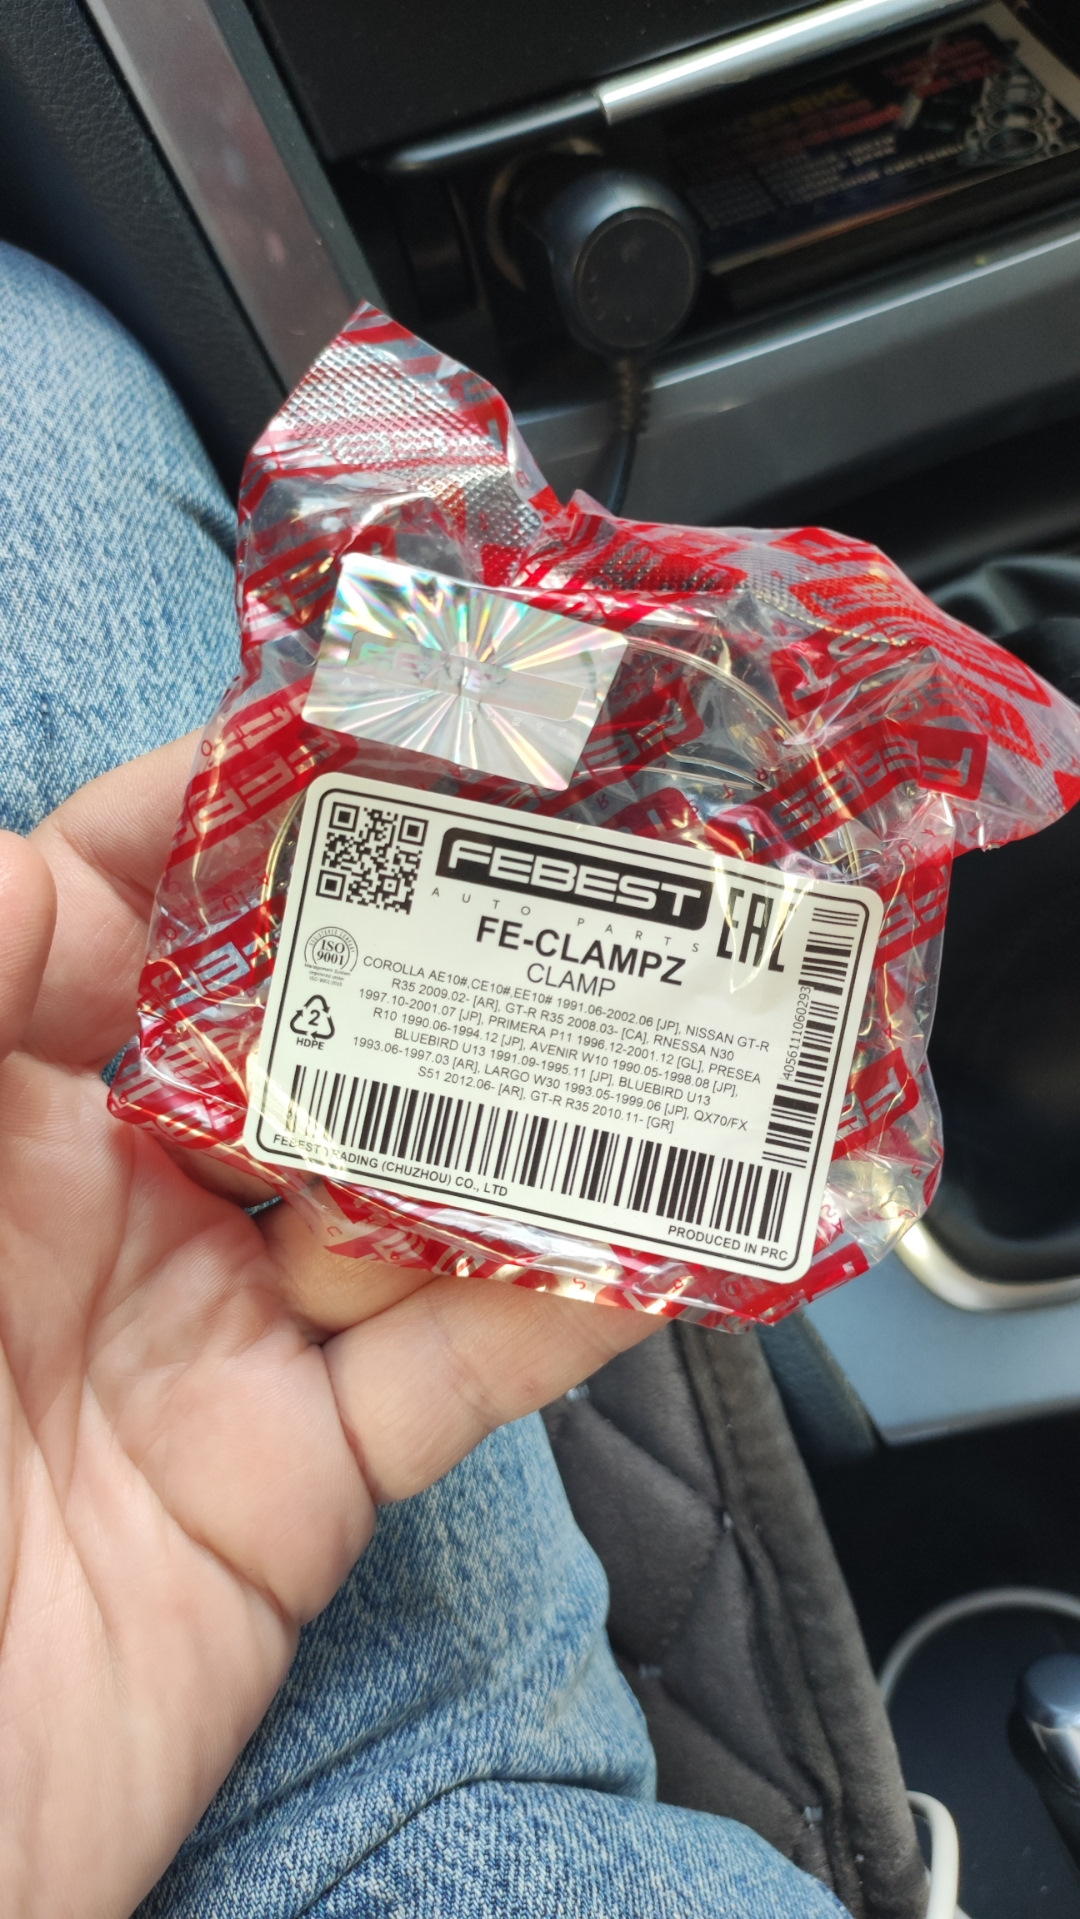 FEBEST
AUTO PARTS
EAC
FE-CLAMPZ
CLAMP
ISO
9001
2
HDPE
COROLLA AE10#,CE10#,EE10# 1991.06-2002.06 [JP], NISSAN GT-R
R35 2009.02- [AR], GT-R R35 2008.03- [CA], RNESSA N30
1997.10-2001.07 [JP], PRIMERA P11 1996.12-2001.12 [GL], PRESEA
R10 1990.06-1994.12 [JP], AVENIR W10 1990.05-1998.08 [JP],
BLUEBIRD U13 1991.09-1995.11 [JP], BLUEBIRD U13
1993.06-1997.03 [AR], LARGO W30 1993.05-1999.06 [JP], QX70/FX
S51 2012.06- [AR], GT-R R35 2010.11- [GR]
4056111060293
FEBEST TRADING (CHUZHOU) CO., LTD
PRODUCED IN PRC